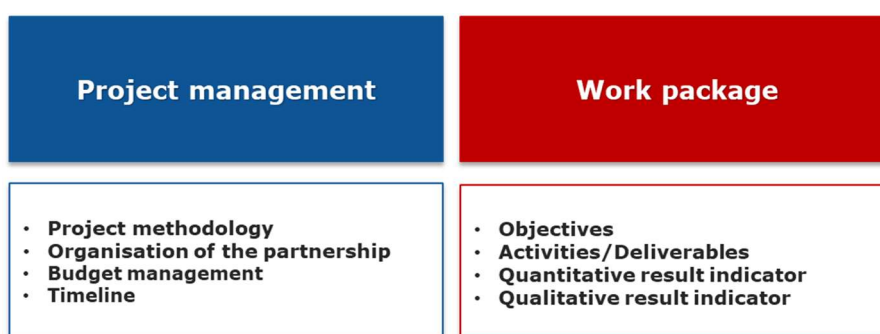 Project management
• Project methodology
• Organisation of the partnership
• Budget management
• Timeline
Work package
• Objectives
• Activities/Deliverables
• Quantitative result indicator
• Qualitative result indicator